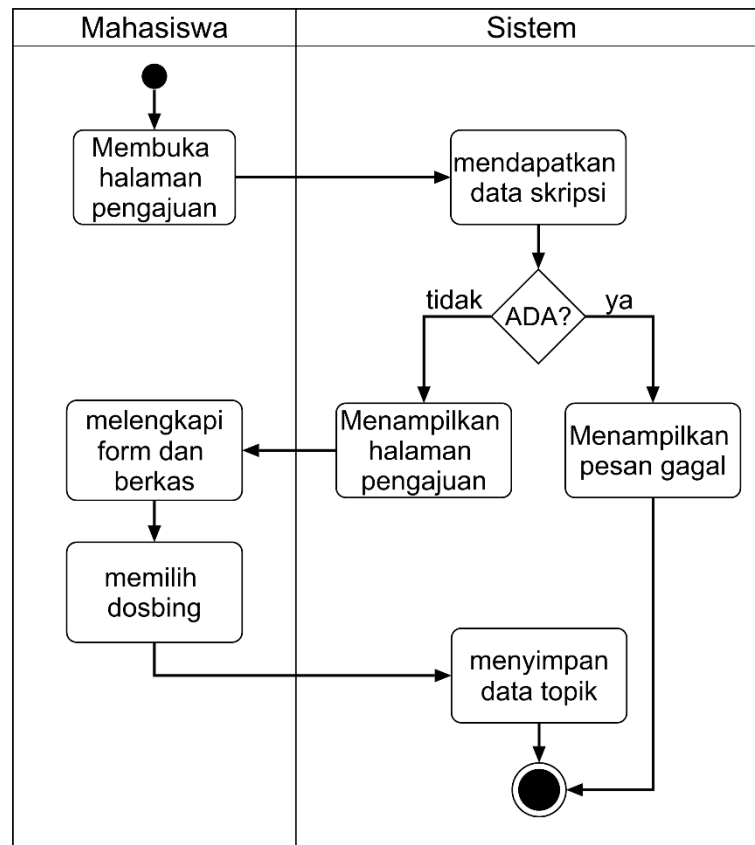 Mahasiswa
Sistem
Membuka
halaman
pengajuan
mendapatkan
data skripsi
tidak
ADA?
ya
melengkapi
form dan
berkas
Menampilkan
halaman
pengajuan
Menampilkan
pesan gagal
memilih
dosbing
menyimpan
data topik